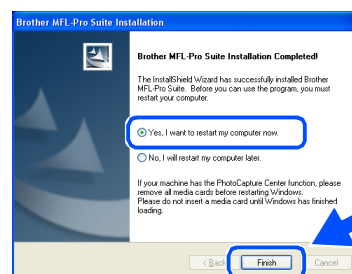 Brother MFL-Pro Suite Installation
Brother MFL-Pro Suite Installation Completed!
The InstallShield Wizard has successfully installed Brother
MFL-Pro Suite. Before you can use the program, you must
restart your computer.
Yes, I want to restart my computer now.
No, I will restart my computer later.
If your machine has the PhotoCapture Center function, please
remove all media cards before restarting Windows.
Please do not insert a media card until Windows has finished
loading.
< Back Finish Cancel